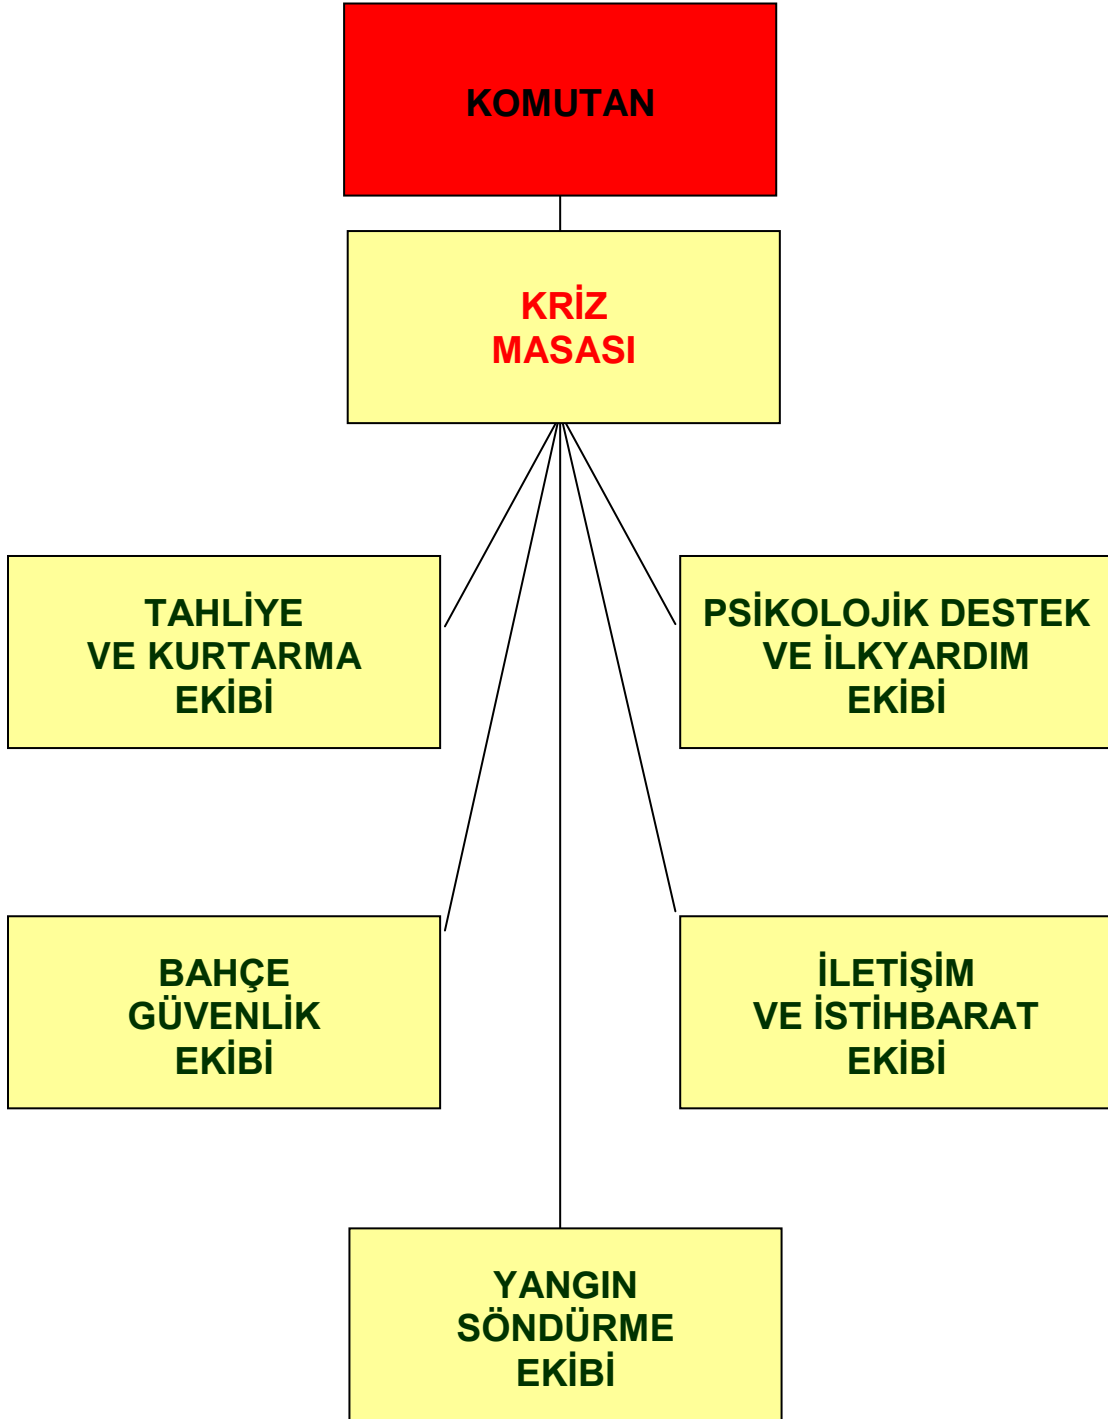 KOMUTAN
KRİZ
MASASI
TAHLİYE
VE KURTARMA
EKİBİ
PSİKOLOJİK DESTEK
VE İLKYARDIM
EKİBİ
BAHÇE
GÜVENLİK
EKİBİ
İLETİŞİM
VE İSTİHBARAT
EKİBİ
YANGIN
SÖNDÜRME
EKİBİ